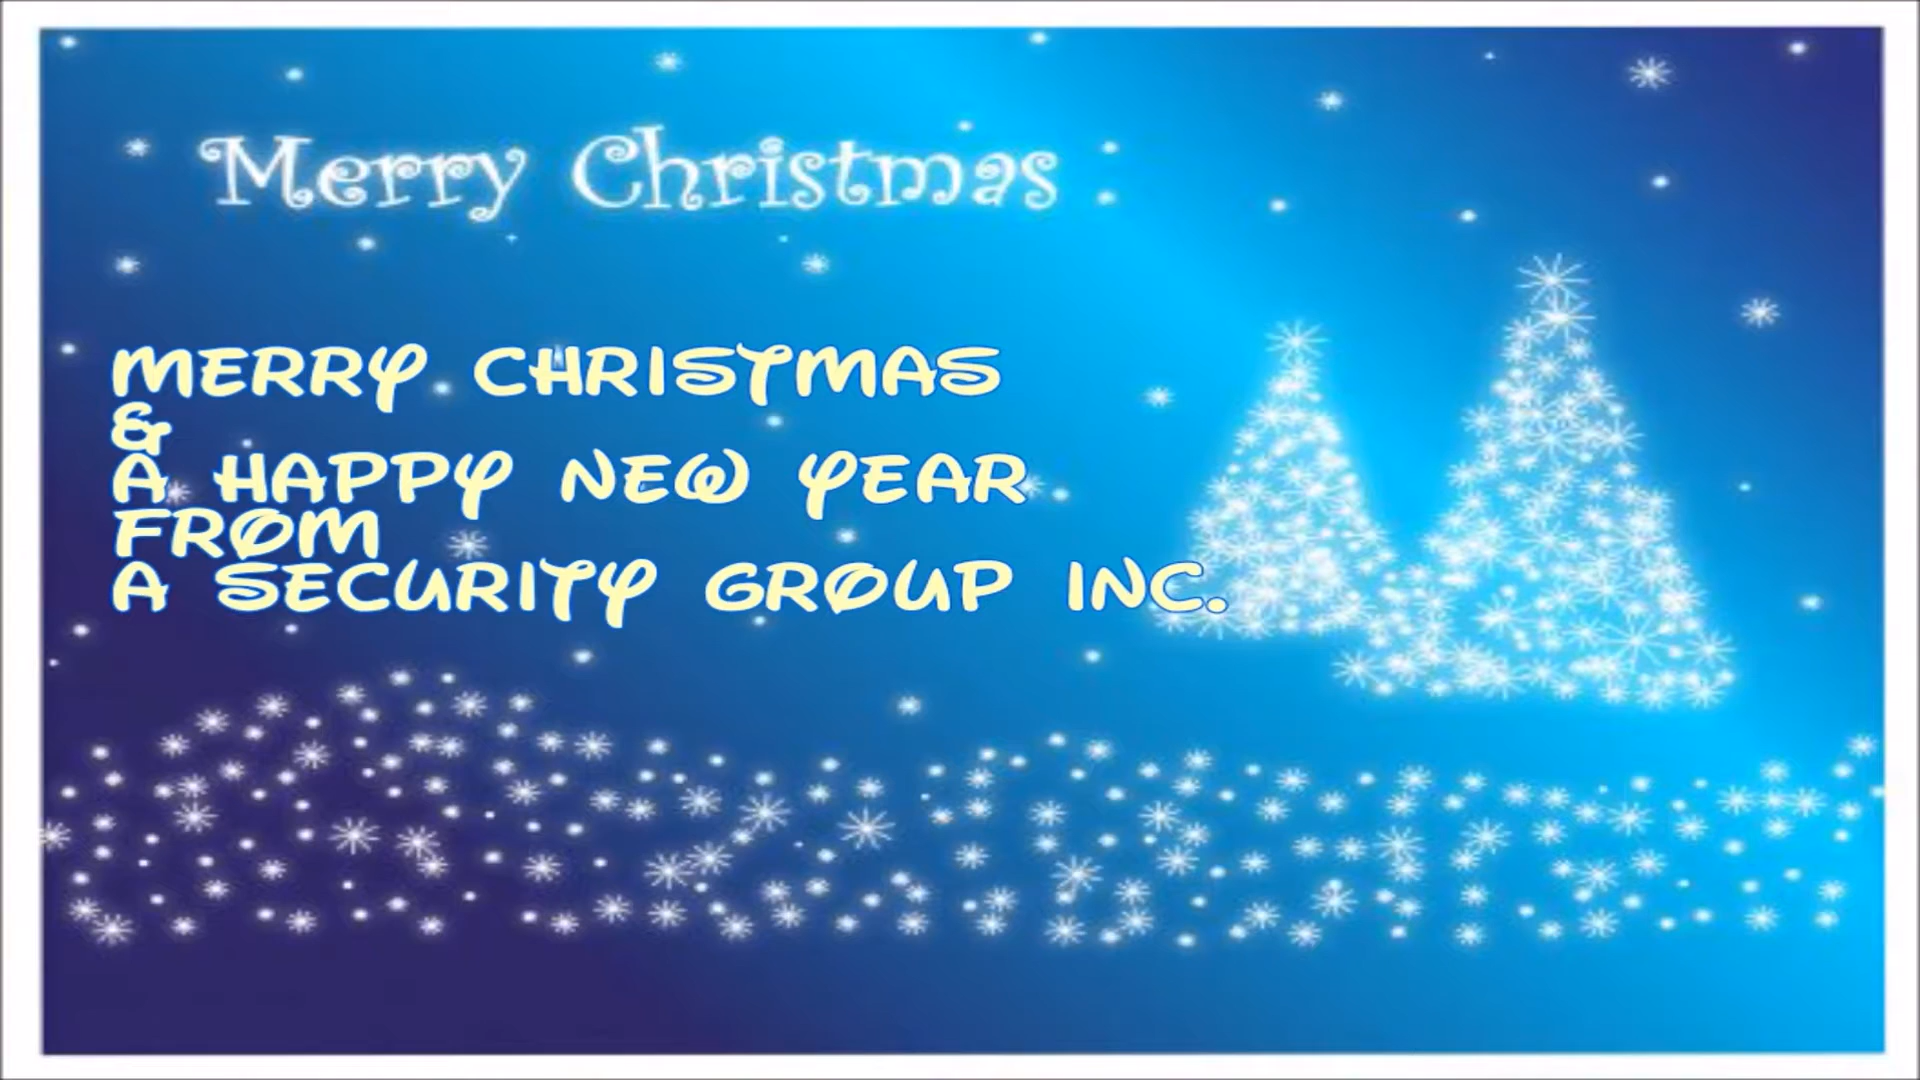 Merry Christmas
MERRY CHRISTMAS
&
A HAPPY NEW YEAR
FROM
A SECURITY GROUP INC.